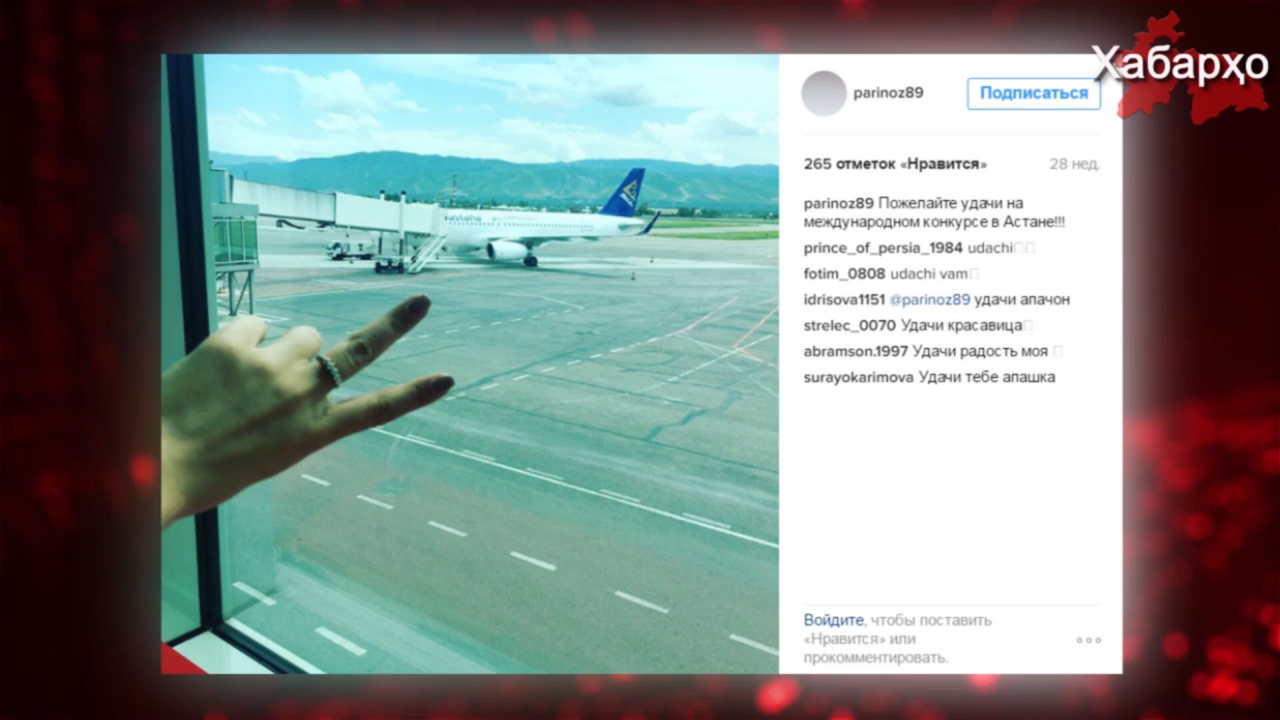 Хабарҳо
parinoz89
Подписаться
265 отметок «Нравится»
28 нед.
parinoz89 Пожелайте удачи на
международном конкурсе в Астане!!!
prince_of_persia_1984 udachi
fotim_0808 udachi vam
idrisova1151 @parinoz89 удачи апачон
strelec_0070 Удачи красавица
abramson.1997 Удачи радость моя
surayokarimova Удачи тебе апашка
Войдите, чтобы поставить
«Нравится» или
прокомментировать.